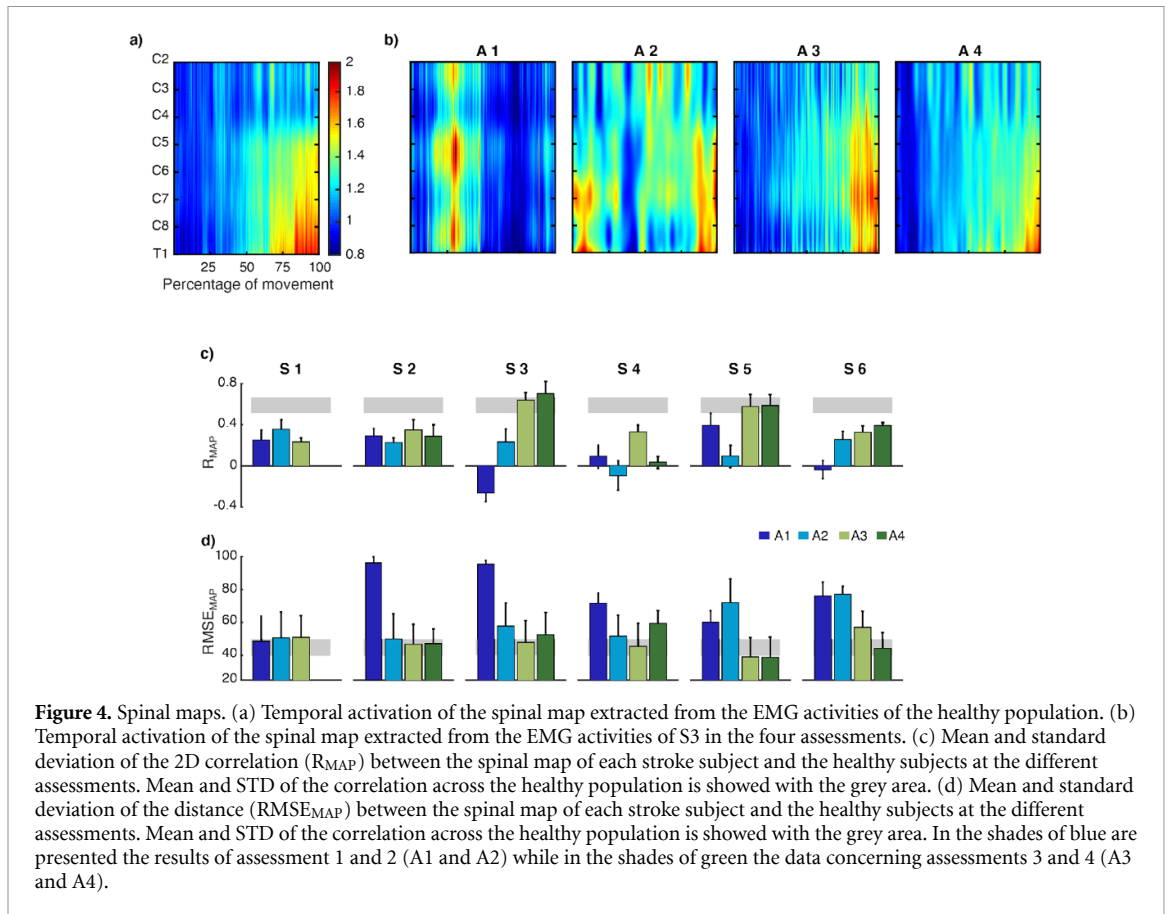 a)
b)
A 1
A 2
A 3
A 4
C2
C3
C4
C5
C6
C7
C8
T1
2
1.8
1.6
1.4
1.2
1
0.8
25 50 75 100
Percentage of movement
c)
S 1
S 2
S 3
S 4
S 5
S 6
0.8
0.4
0
-0.4
RMAP
A1 A2 A3 A4
d)
100
80
60
40
20
RMSEMAP
Figure 4. Spinal maps. (a) Temporal activation of the spinal map extracted from the EMG activities of the healthy population. (b)
Temporal activation of the spinal map extracted from the EMG activities of S3 in the four assessments. (c) Mean and standard
deviation of the 2D correlation (RMAP) between the spinal map of each stroke subject and the healthy subjects at the different
assessments. Mean and STD of the correlation across the healthy population is showed with the grey area. (d) Mean and standard
deviation of the distance (RMSEMAP) between the spinal map of each stroke subject and the healthy subjects at the different
assessments. Mean and STD of the correlation across the healthy population is showed with the grey area. In the shades of blue are
presented the results of assessment 1 and 2 (A1 and A2) while in the shades of green the data concerning assessments 3 and 4 (A3
and A4).